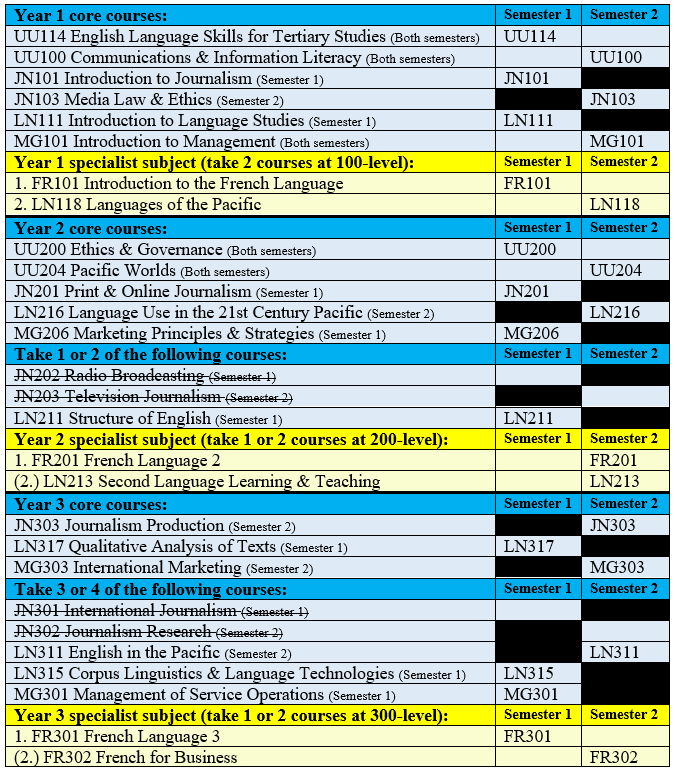 Year 1 core courses: Semester 1 Semester 2
UU114 English Language Skills for Tertiary Studies (Both semesters) UU114
UU100 Communications & Information Literacy (Both semesters) UU100
JN101 Introduction to Journalism (Semester 1) JN101
JN103 Media Law & Ethics (Semester 2) JN103
LN111 Introduction to Language Studies (Semester 1) LN111
MG101 Introduction to Management (Both semesters) MG101
Year 1 specialist subject (take 2 courses at 100-level): Semester 1 Semester 2
1. FR101 Introduction to the French Language FR101
2. LN118 Languages of the Pacific LN118
Year 2 core courses: Semester 1 Semester 2
UU200 Ethics & Governance (Both semesters) UU200
UU204 Pacific Worlds (Both semesters) UU204
JN201 Print & Online Journalism (Semester 1) JN201
LN216 Language Use in the 21st Century Pacific (Semester 2) LN216
MG206 Marketing Principles & Strategies (Semester 1) MG206
Take 1 or 2 of the following courses: Semester 1 Semester 2
JN202 Radio Broadcasting (Semester 1)
JN203 Television Journalism (Semester 2)
LN211 Structure of English (Semester 1) LN211
Year 2 specialist subject (take 1 or 2 courses at 200-level): Semester 1 Semester 2
1. FR201 French Language 2 FR201
(2.) LN213 Second Language Learning & Teaching LN213
Year 3 core courses: Semester 1 Semester 2
JN303 Journalism Production (Semester 2) JN303
LN317 Qualitative Analysis of Texts (Semester 1) LN317
MG303 International Marketing (Semester 2) MG303
Take 3 or 4 of the following courses: Semester 1 Semester 2
JN301 International Journalism (Semester 1)
JN302 Journalism Research (Semester 2)
LN311 English in the Pacific (Semester 2) LN311
LN315 Corpus Linguistics & Language Technologies (Semester 1) LN315
MG301 Management of Service Operations (Semester 1) MG301
Year 3 specialist subject (take 1 or 2 courses at 300-level): Semester 1 Semester 2
1. FR301 French Language 3 FR301
(2.) FR302 French for Business FR302